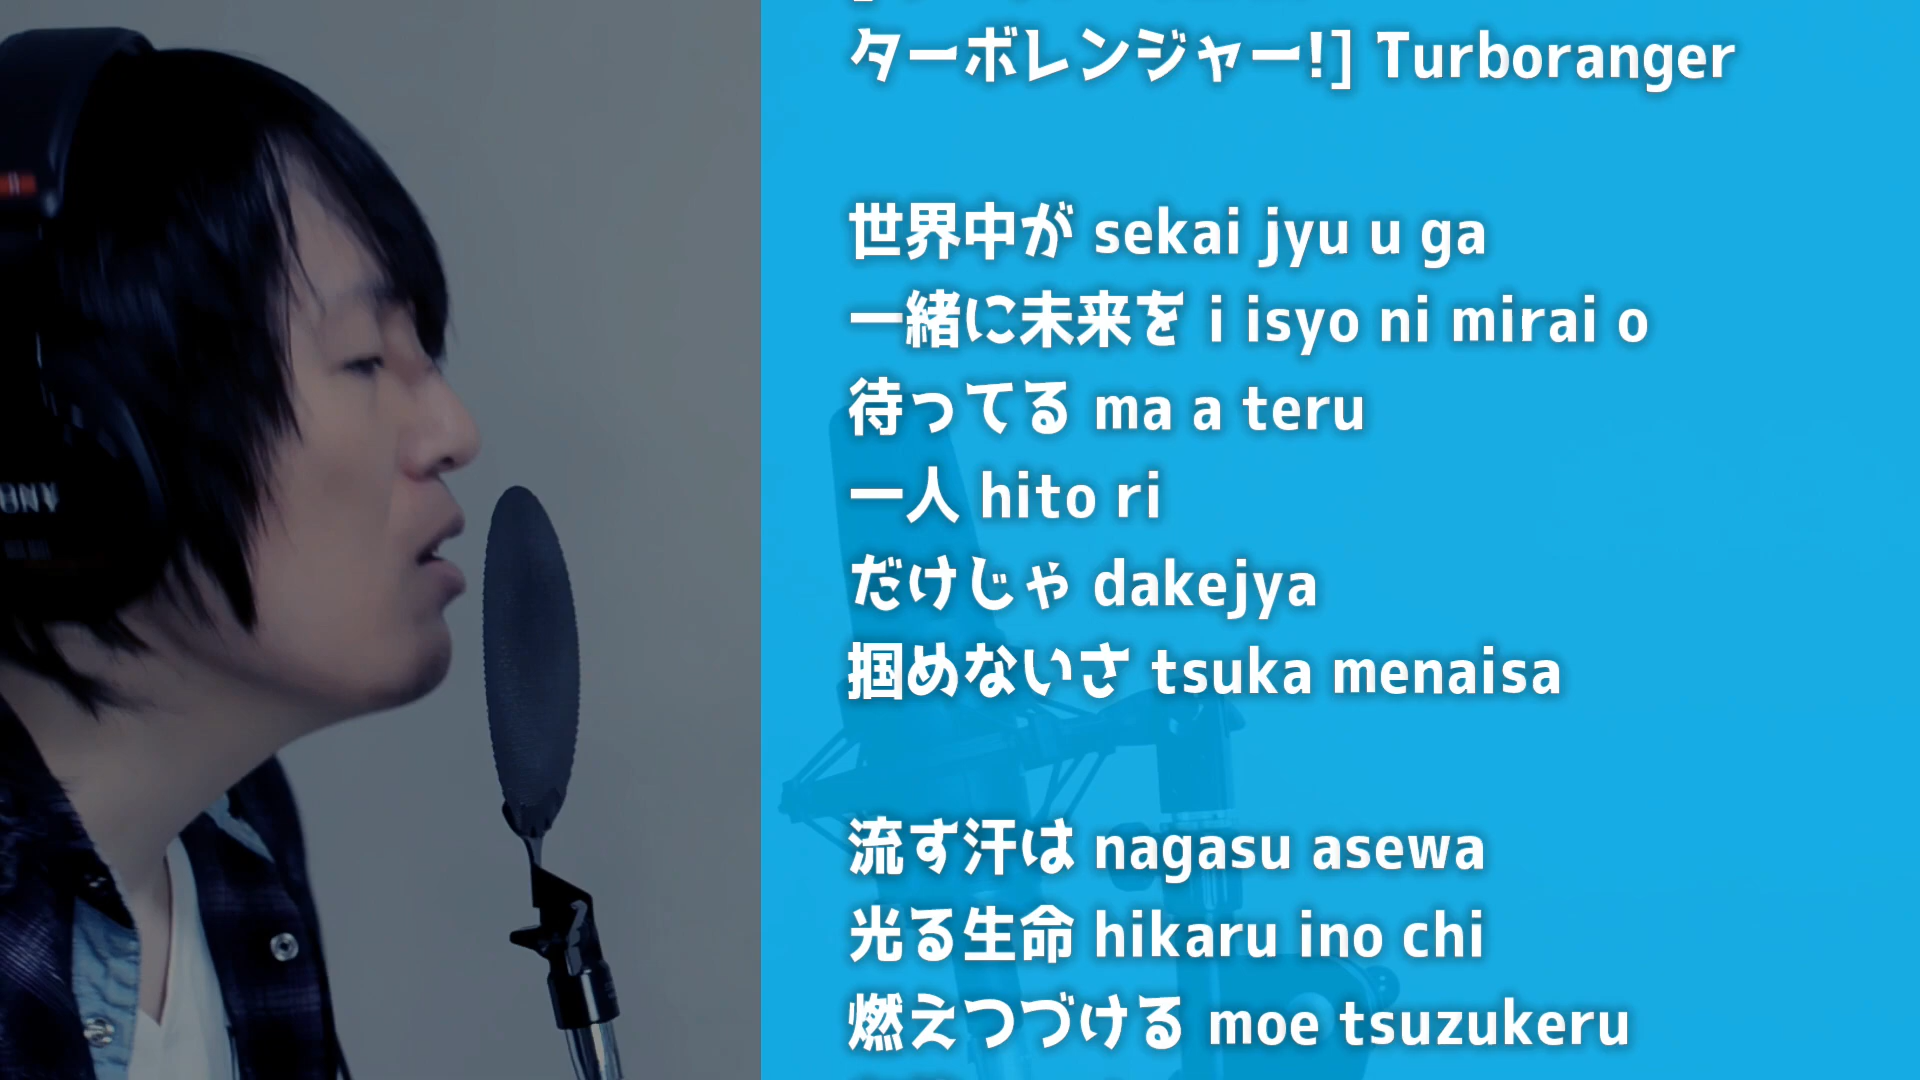 ターボレンジャー!] Turboranger
世界中が sekai jyu u ga
一緒に未来を i isyo ni mirai o
待ってる ma a teru
一人 hito ri
だけじゃ dakejya
掴めないさ tsuka menaisa
流す汗は nagasu asewa
光る生命 hikaru ino chi
燃えつづける moe tsuzukeru